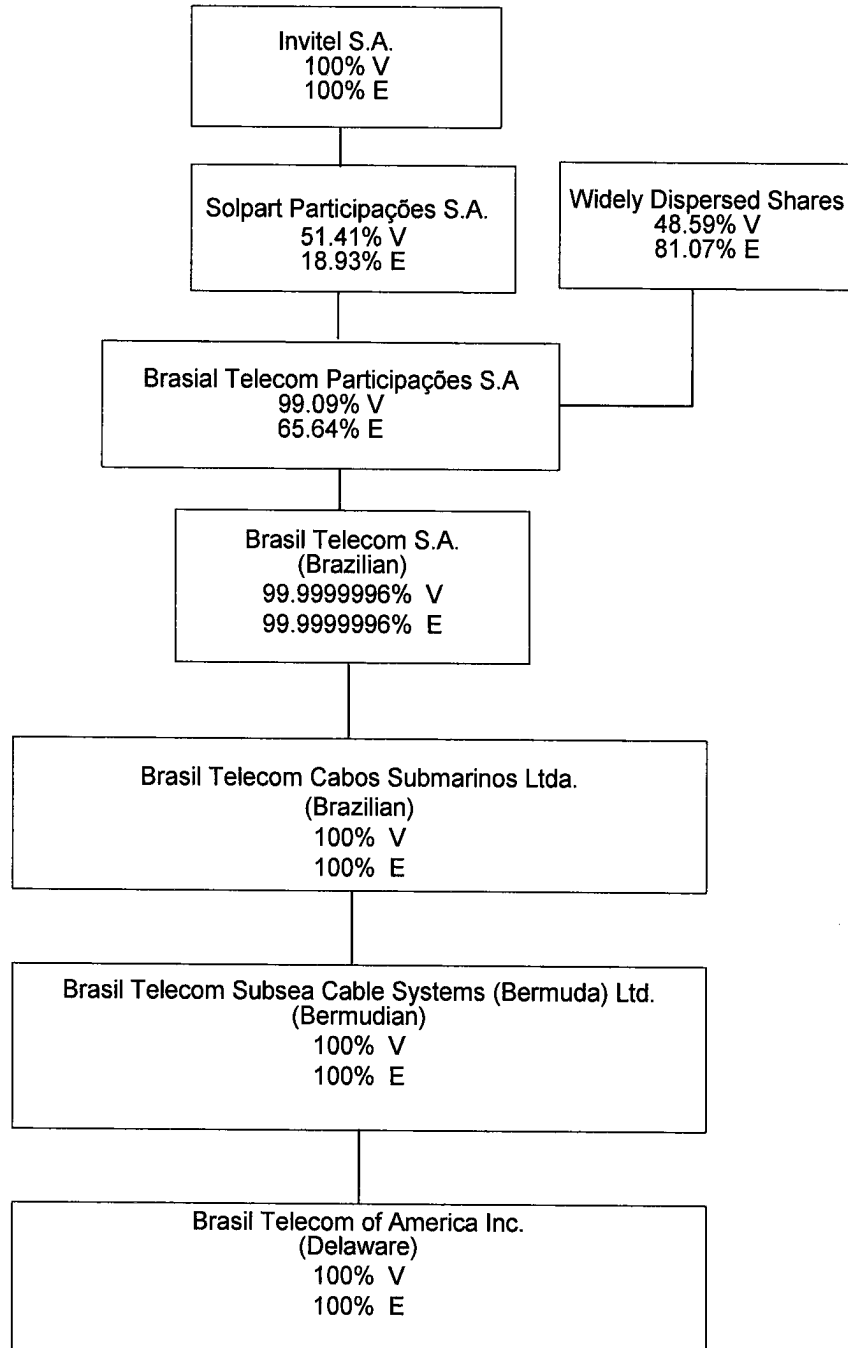 Invitel S.A.
100% V
100% E
Solpart Participações S.A.
51.41% V
18.93% E
Widely Dispersed Shares
48.59% V
81.07% E
Brasial Telecom Participações S.A
99.09% V
65.64% E
Brasil Telecom S.A.
(Brazilian)
99.9999996% V
99.9999996% E
Brasil Telecom Cabos Submarinos Ltda.
(Brazilian)
100% V
100% E
Brasil Telecom Subsea Cable Systems (Bermuda) Ltd.
(Bermudian)
100% V
100% E
Brasil Telecom of America Inc.
(Delaware)
100% V
100% E